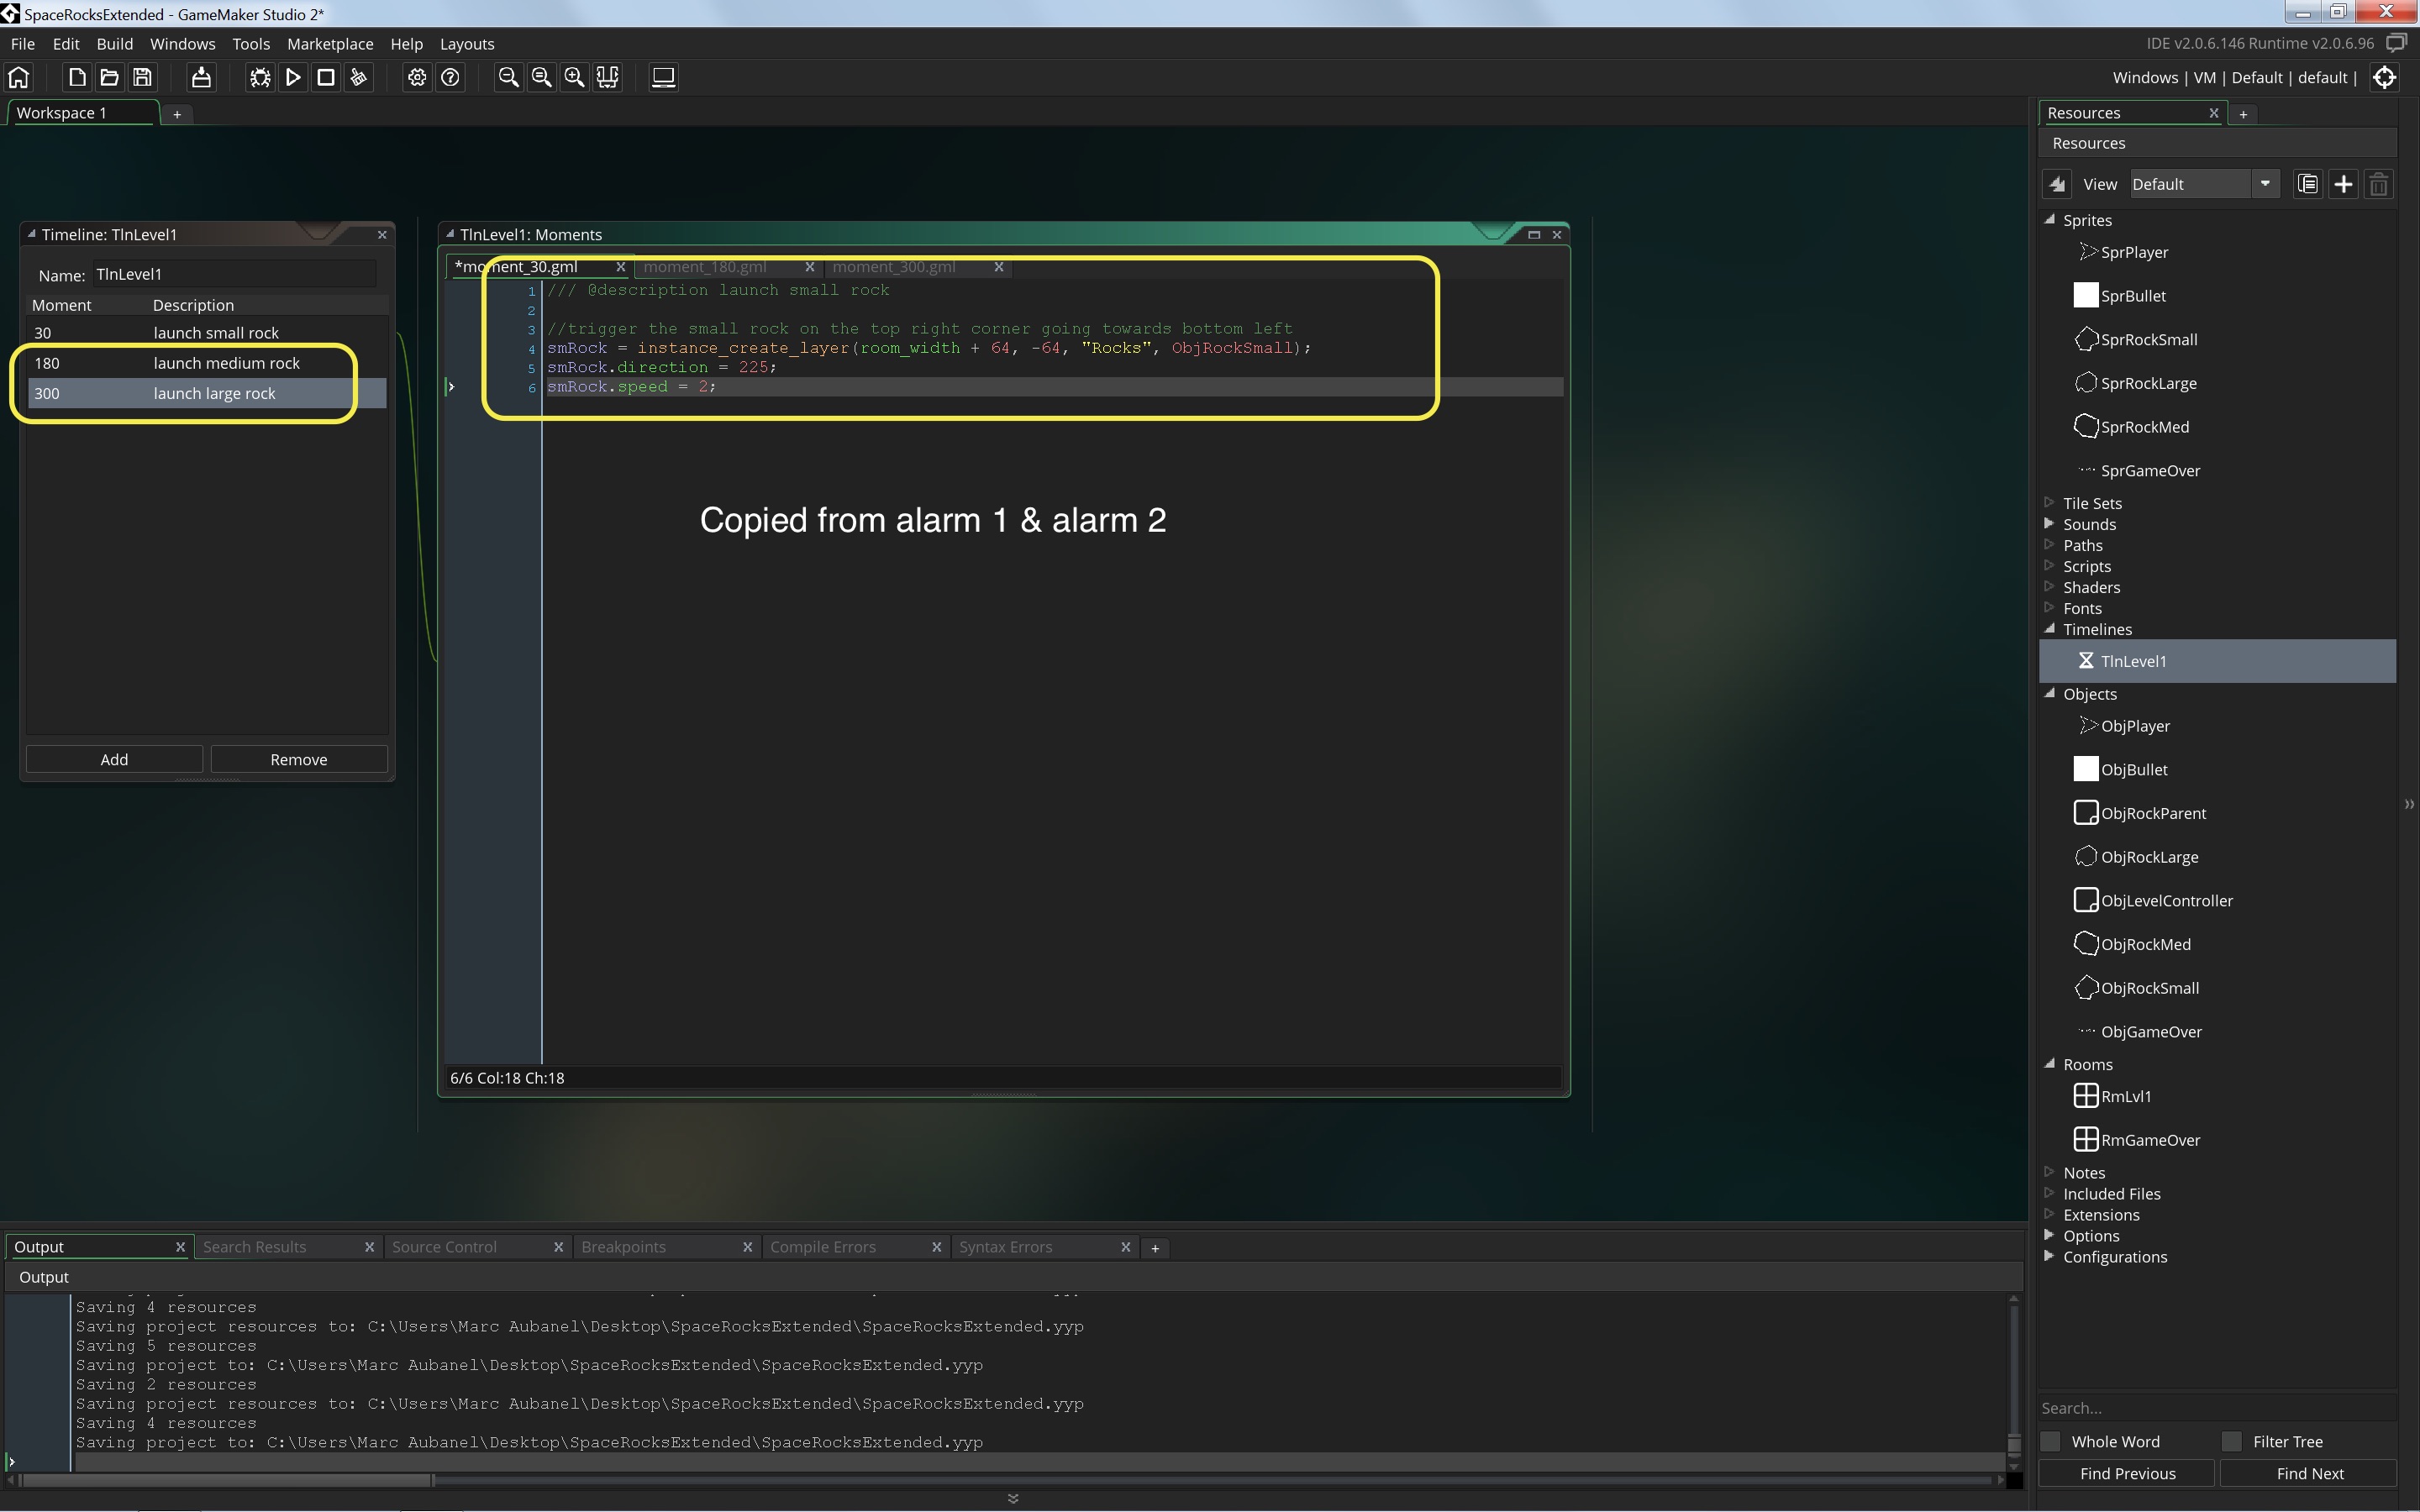 SpaceRocksExtended - GameMaker Studio 2*
File Edit Build Windows Tools Marketplace Help Layouts
IDE v2.0.6.146 Runtime v2.0.6.96
Windows | VM | Default | default |
Workspace 1
+
Timeline: TlnLevel1
Name: TlnLevel1
Moment Description
30 launch small rock
180 launch medium rock
300 launch large rock
Add Remove
TlnLevel1: Moments
*moment_30.gml moment_180.gml moment_300.gml
1 /// @description launch small rock
2
3 //trigger the small rock on the top right corner going towards bottom left
4 smRock = instance_create_layer(room_width + 64, -64, "Rocks", ObjRockSmall);
5 smRock.direction = 225;
6 smRock.speed = 2;
Copied from alarm 1 & alarm 2
6/6 Col:18 Ch:18
Resources
+
Resources
View Default
Sprites
SprPlayer
SprBullet
SprRockSmall
SprRockLarge
SprRockMed
SprGameOver
Tile Sets
Sounds
Paths
Scripts
Shaders
Fonts
Timelines
TlnLevel1
Objects
ObjPlayer
ObjBullet
ObjRockParent
ObjRockLarge
ObjLevelController
ObjRockMed
ObjRockSmall
ObjGameOver
Rooms
RmLvl1
RmGameOver
Notes
Included Files
Extensions
Options
Configurations
Search...
Whole Word Filter Tree
Find Previous Find Next
Output Search Results Source Control Breakpoints Compile Errors Syntax Errors +
Output
Saving 4 resources
Saving project resources to: C:\Users\Marc Aubanel\Desktop\SpaceRocksExtended\SpaceRocksExtended.yyp
Saving 5 resources
Saving project to: C:\Users\Marc Aubanel\Desktop\SpaceRocksExtended\SpaceRocksExtended.yyp
Saving 2 resources
Saving project resources to: C:\Users\Marc Aubanel\Desktop\SpaceRocksExtended\SpaceRocksExtended.yyp
Saving 4 resources
Saving project to: C:\Users\Marc Aubanel\Desktop\SpaceRocksExtended\SpaceRocksExtended.yyp